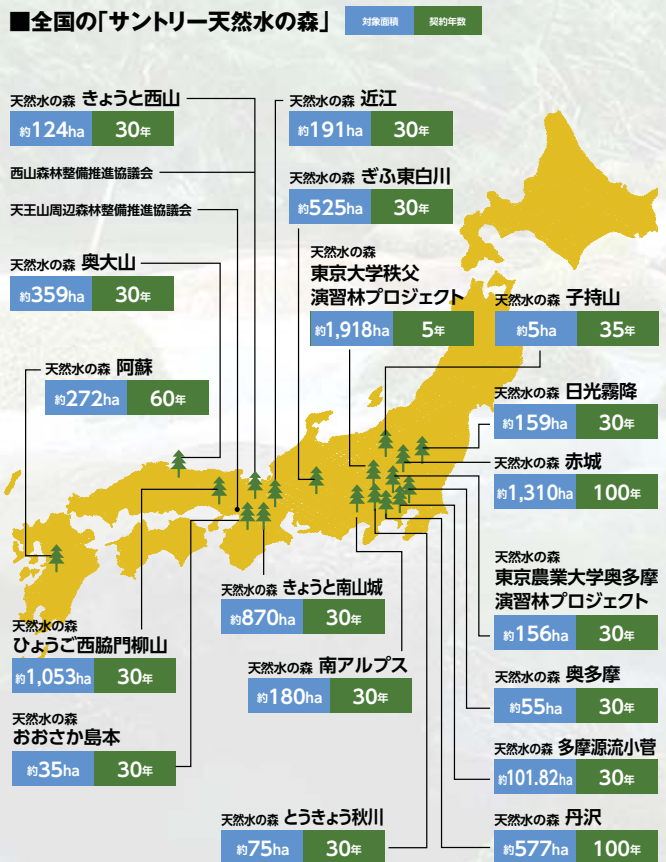 ■全国の「サントリー天然水の森」
対象面積 契約年数
天然水の森 きょうと西山
約124ha 30年
西山森林整備推進協議会
天王山周辺森林整備推進協議会
天然水の森 奥大山
約359ha 30年
天然水の森 阿蘇
約272ha 60年
天然水の森 近江
約191ha 30年
天然水の森 ぎふ東白川
約525ha 30年
天然水の森
東京大学秩父
演習林プロジェクト
約1,918ha 5年
天然水の森 子持山
約5ha 35年
天然水の森 日光霧降
約159ha 30年
天然水の森 赤城
約1,310ha 100年
天然水の森
東京農業大学奥多摩
演習林プロジェクト
約156ha 30年
天然水の森 奥多摩
約55ha 30年
天然水の森 多摩源流小菅
約101.82ha 30年
天然水の森 丹沢
約577ha 100年
天然水の森 きょうと南山城
約870ha 30年
天然水の森 南アルプス
約180ha 30年
天然水の森 とうきょう秋川
約75ha 30年
天然水の森
ひょうご西脇門柳山
約1,053ha 30年
天然水の森
おおさか島本
約35ha 30年